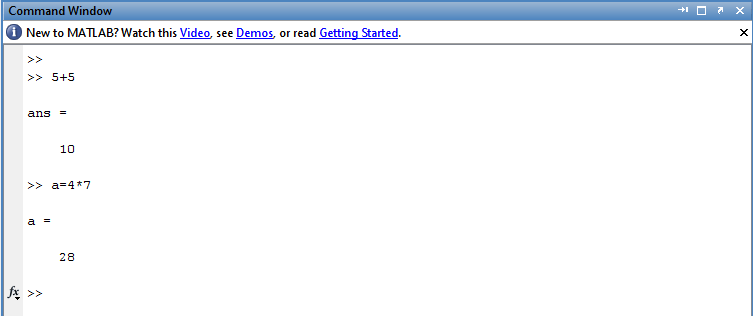 Command Window
New to MATLAB? Watch this Video, see Demos, or read Getting Started.
>>
>> 5+5
ans =
10
>> a=4*7
a =
28
fx >>